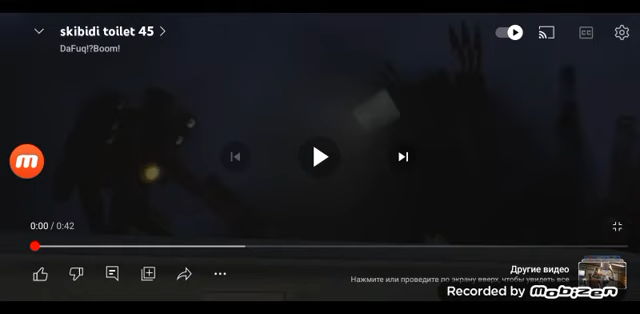 skibidi toilet 45
DaFuq!?Boom!
CC
m
0:00 / 0:42
Другие видео
Нажмите или проведите по экрану вверх, чтобы увидеть все
Recorded by Mobizen